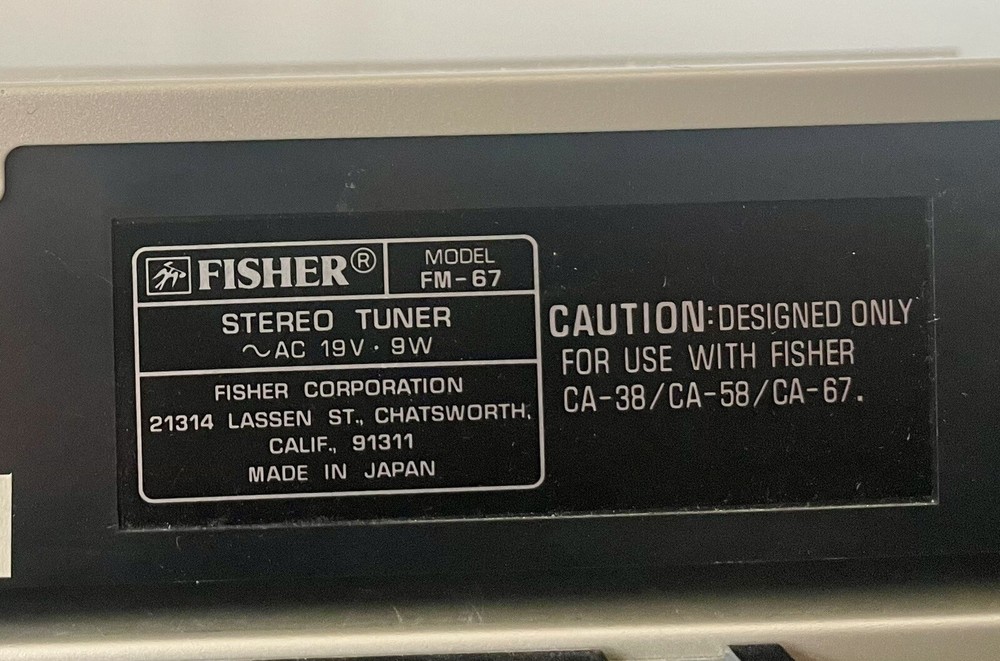 FISHER®
MODEL
FM-67
STEREO TUNER
~AC 19V · 9W
FISHER CORPORATION
21314 LASSEN ST., CHATSWORTH,
CALIF., 91311
MADE IN JAPAN
CAUTION: DESIGNED ONLY
FOR USE WITH FISHER
CA-38/CA-58/CA-67.